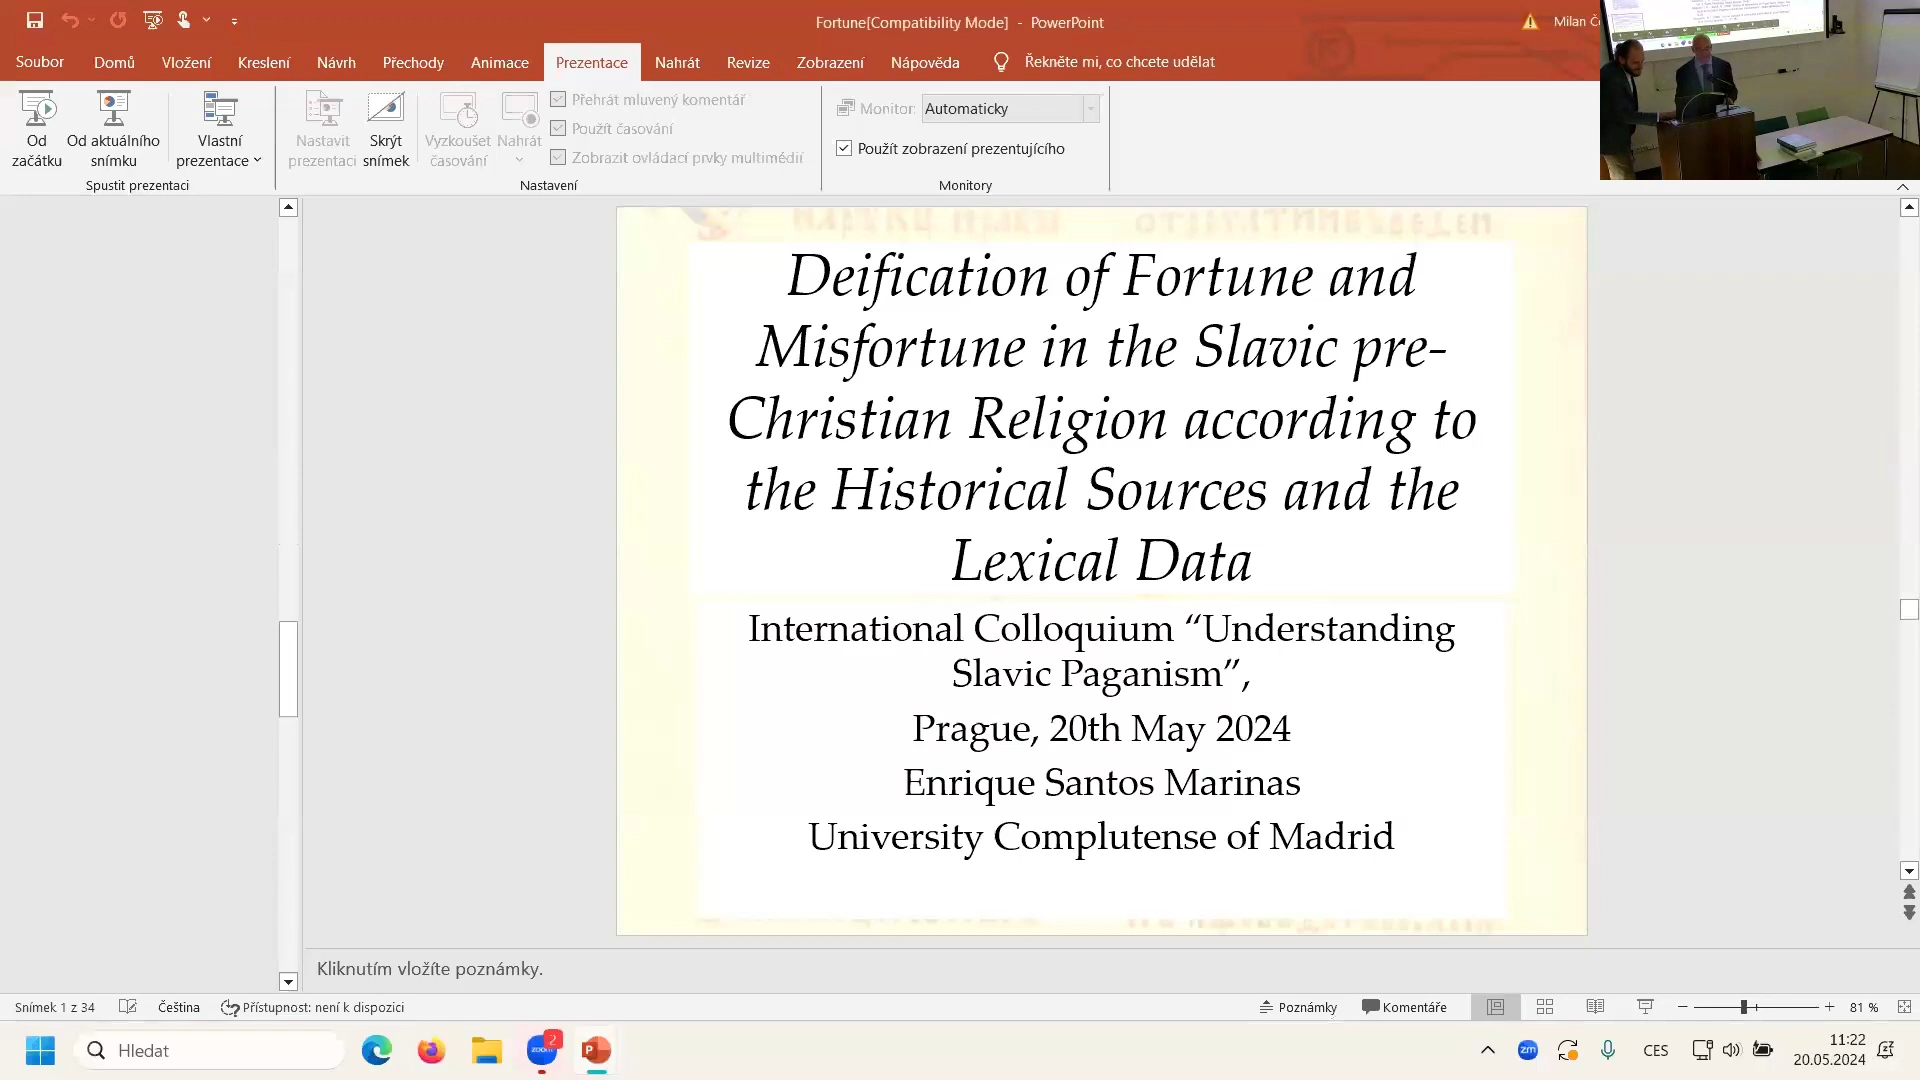 Fortune[Compatibility Mode] - PowerPoint
Milan
Soubor Domů Vložení Kreslení Návrh Přechody Animace Prezentace Nahrát Revize Zobrazení Nápověda Řekněte mi, co chcete udělat
Od začátku
Od aktuálního snímku
Vlastní prezentace
Spustit prezentaci
Nastavit prezentaci
Skrýt snímek
Vyzkoušet časování
Nahrát
Přehrát mluvený komentář
Použít časování
Zobrazit ovládací prvky multimédií
Nastavení
Monitor: Automaticky
Použít zobrazení prezentujícího
Monitory
Deification of Fortune and
Misfortune in the Slavic pre-
Christian Religion according to
the Historical Sources and the
Lexical Data
International Colloquium “Understanding
Slavic Paganism”,
Prague, 20th May 2024
Enrique Santos Marinas
University Complutense of Madrid
Kliknutím vložíte poznámky.
Snímek 1 z 34 Čeština Přístupnost: není k dispozici Poznámky Komentáře 81 %
Hledat
zoom
2
zm
CES
11:22
20.05.2024